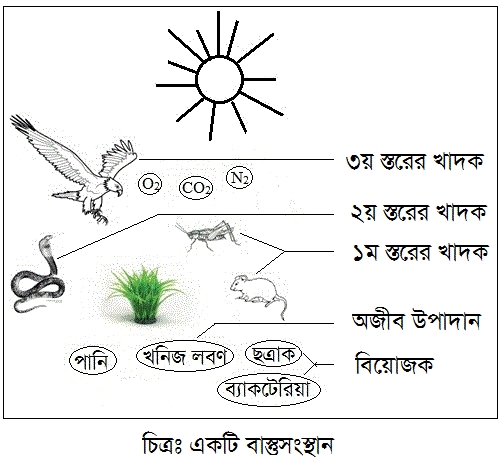 ৩য় স্তরের খাদক
O2
CO2
N2
২য় স্তরের খাদক
১ম স্তরের খাদক
অজীব উপাদান
পানি
খনিজ লবণ
ছত্রাক
বিয়োজক
ব্যাকটেরিয়া
চিত্রঃ একটি বাস্তুসংস্থান